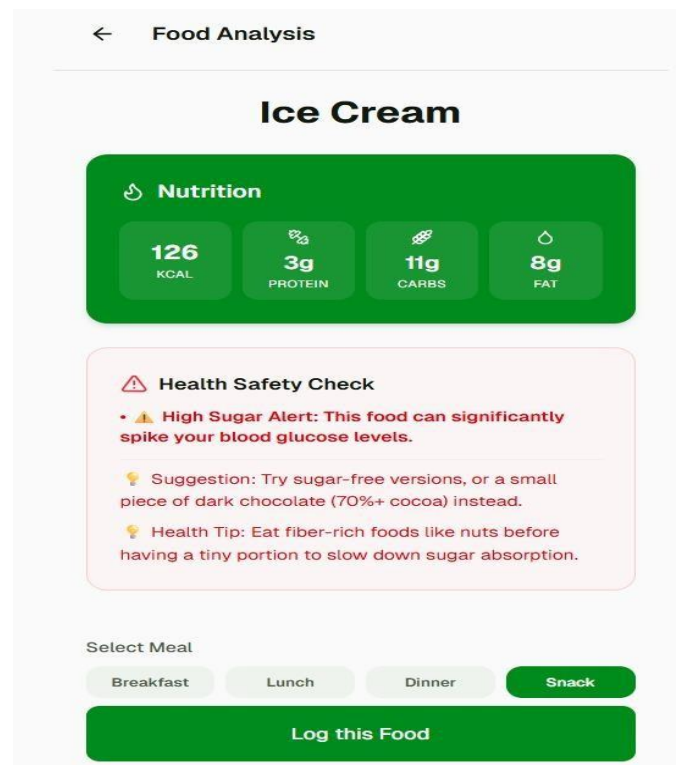 ← Food Analysis
Ice Cream
Nutrition
126
KCAL
3g
PROTEIN
11g
CARBS
8g
FAT
Health Safety Check
• ⚠️ High Sugar Alert: This food can significantly
spike your blood glucose levels.
💡 Suggestion: Try sugar-free versions, or a small
piece of dark chocolate (70%+ cocoa) instead.
💡 Health Tip: Eat fiber-rich foods like nuts before
having a tiny portion to slow down sugar absorption.
Select Meal
Breakfast Lunch Dinner Snack
Log this Food